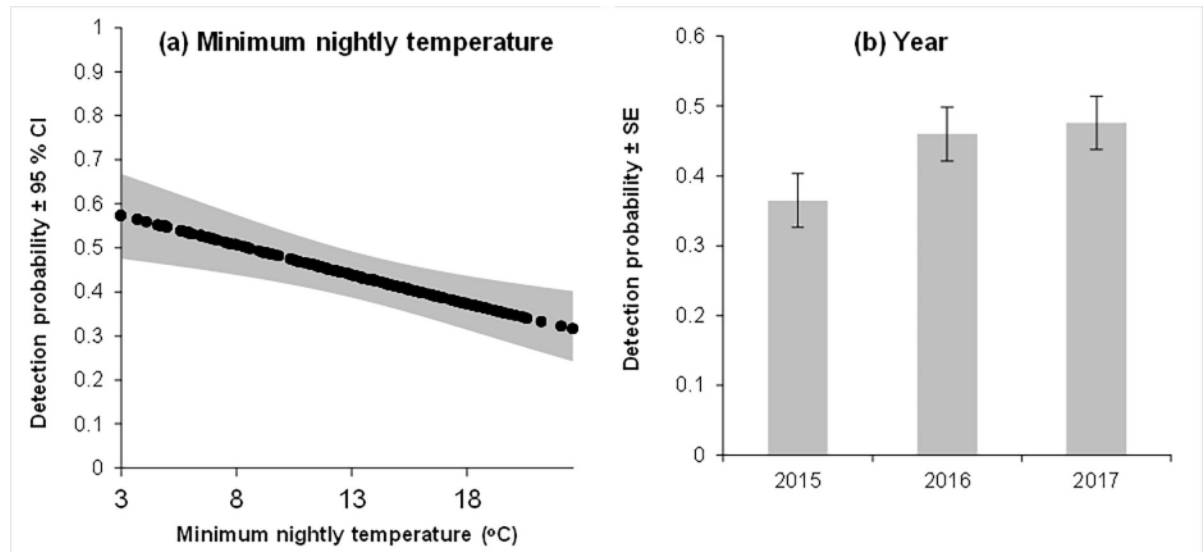 (a) Minimum nightly temperature
Detection probability ± 95 % CI
1
0.9
0.8
0.7
0.6
0.5
0.4
0.3
0.2
0.1
0
3 8 13 18
Minimum nightly temperature (ºC)
(b) Year
Detection probability ± SE
0.6
0.5
0.4
0.3
0.2
0.1
0
2015 2016 2017